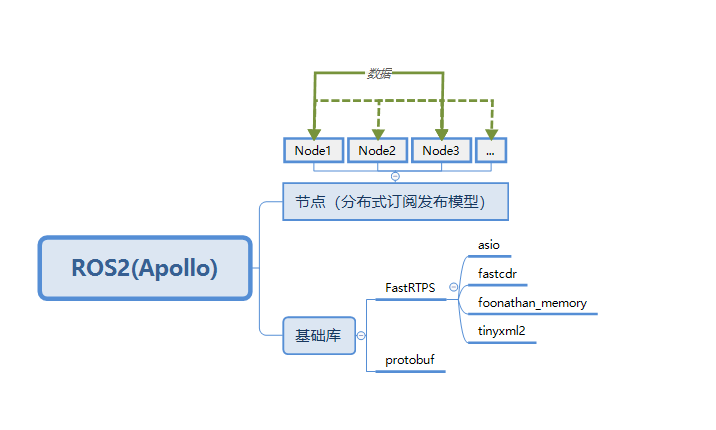 数据
Node1
Node2
Node3
...
节点（分布式订阅发布模型）
ROS2(Apollo)
基础库
FastRTPS
asio
fastcdr
foonathan_memory
tinyxml2
protobuf